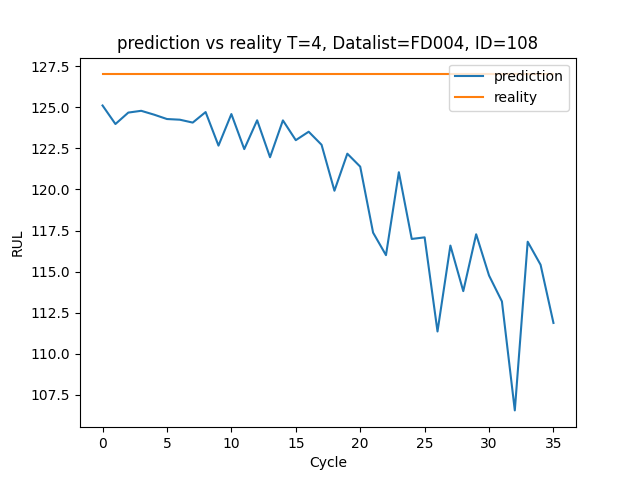 prediction vs reality T=4, Datalist=FD004, ID=108
127.5
125.0
122.5
120.0
117.5
115.0
112.5
110.0
107.5
RUL
prediction
reality
0 5 10 15 20 25 30 35
Cycle